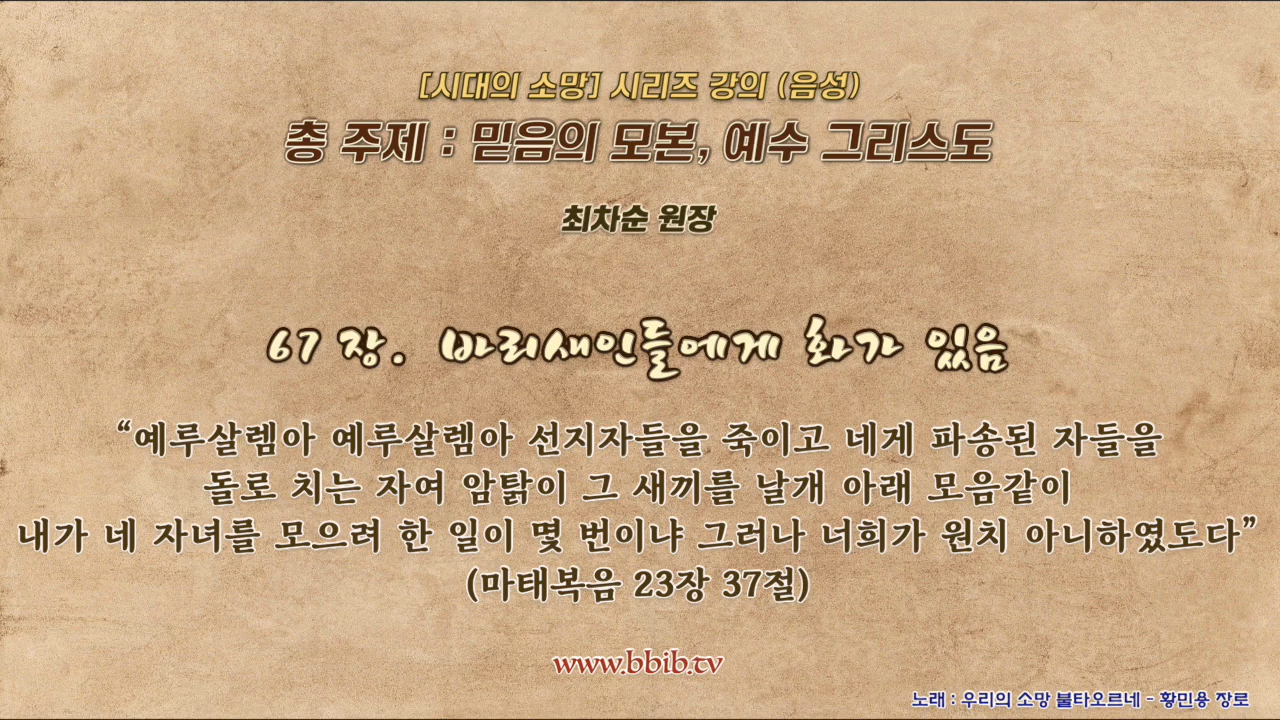 [시대의 소망] 시리즈 강의 (음성)
총 주제 : 믿음의 모본, 예수 그리스도
최차순 원장
67 장. 바리새인들에게 화가 있음
“예루살렘아 예루살렘아 선지자들을 죽이고 네게 파송된 자들을
돌로 치는 자여 암탉이 그 새끼를 날개 아래 모음같이
내가 네 자녀를 모으려 한 일이 몇 번이냐 그러나 너희가 원치 아니하였도다”
(마태복음 23장 37절)
www.bbib.tv
노래 : 우리의 소망 불타오르네 - 황민용 장로